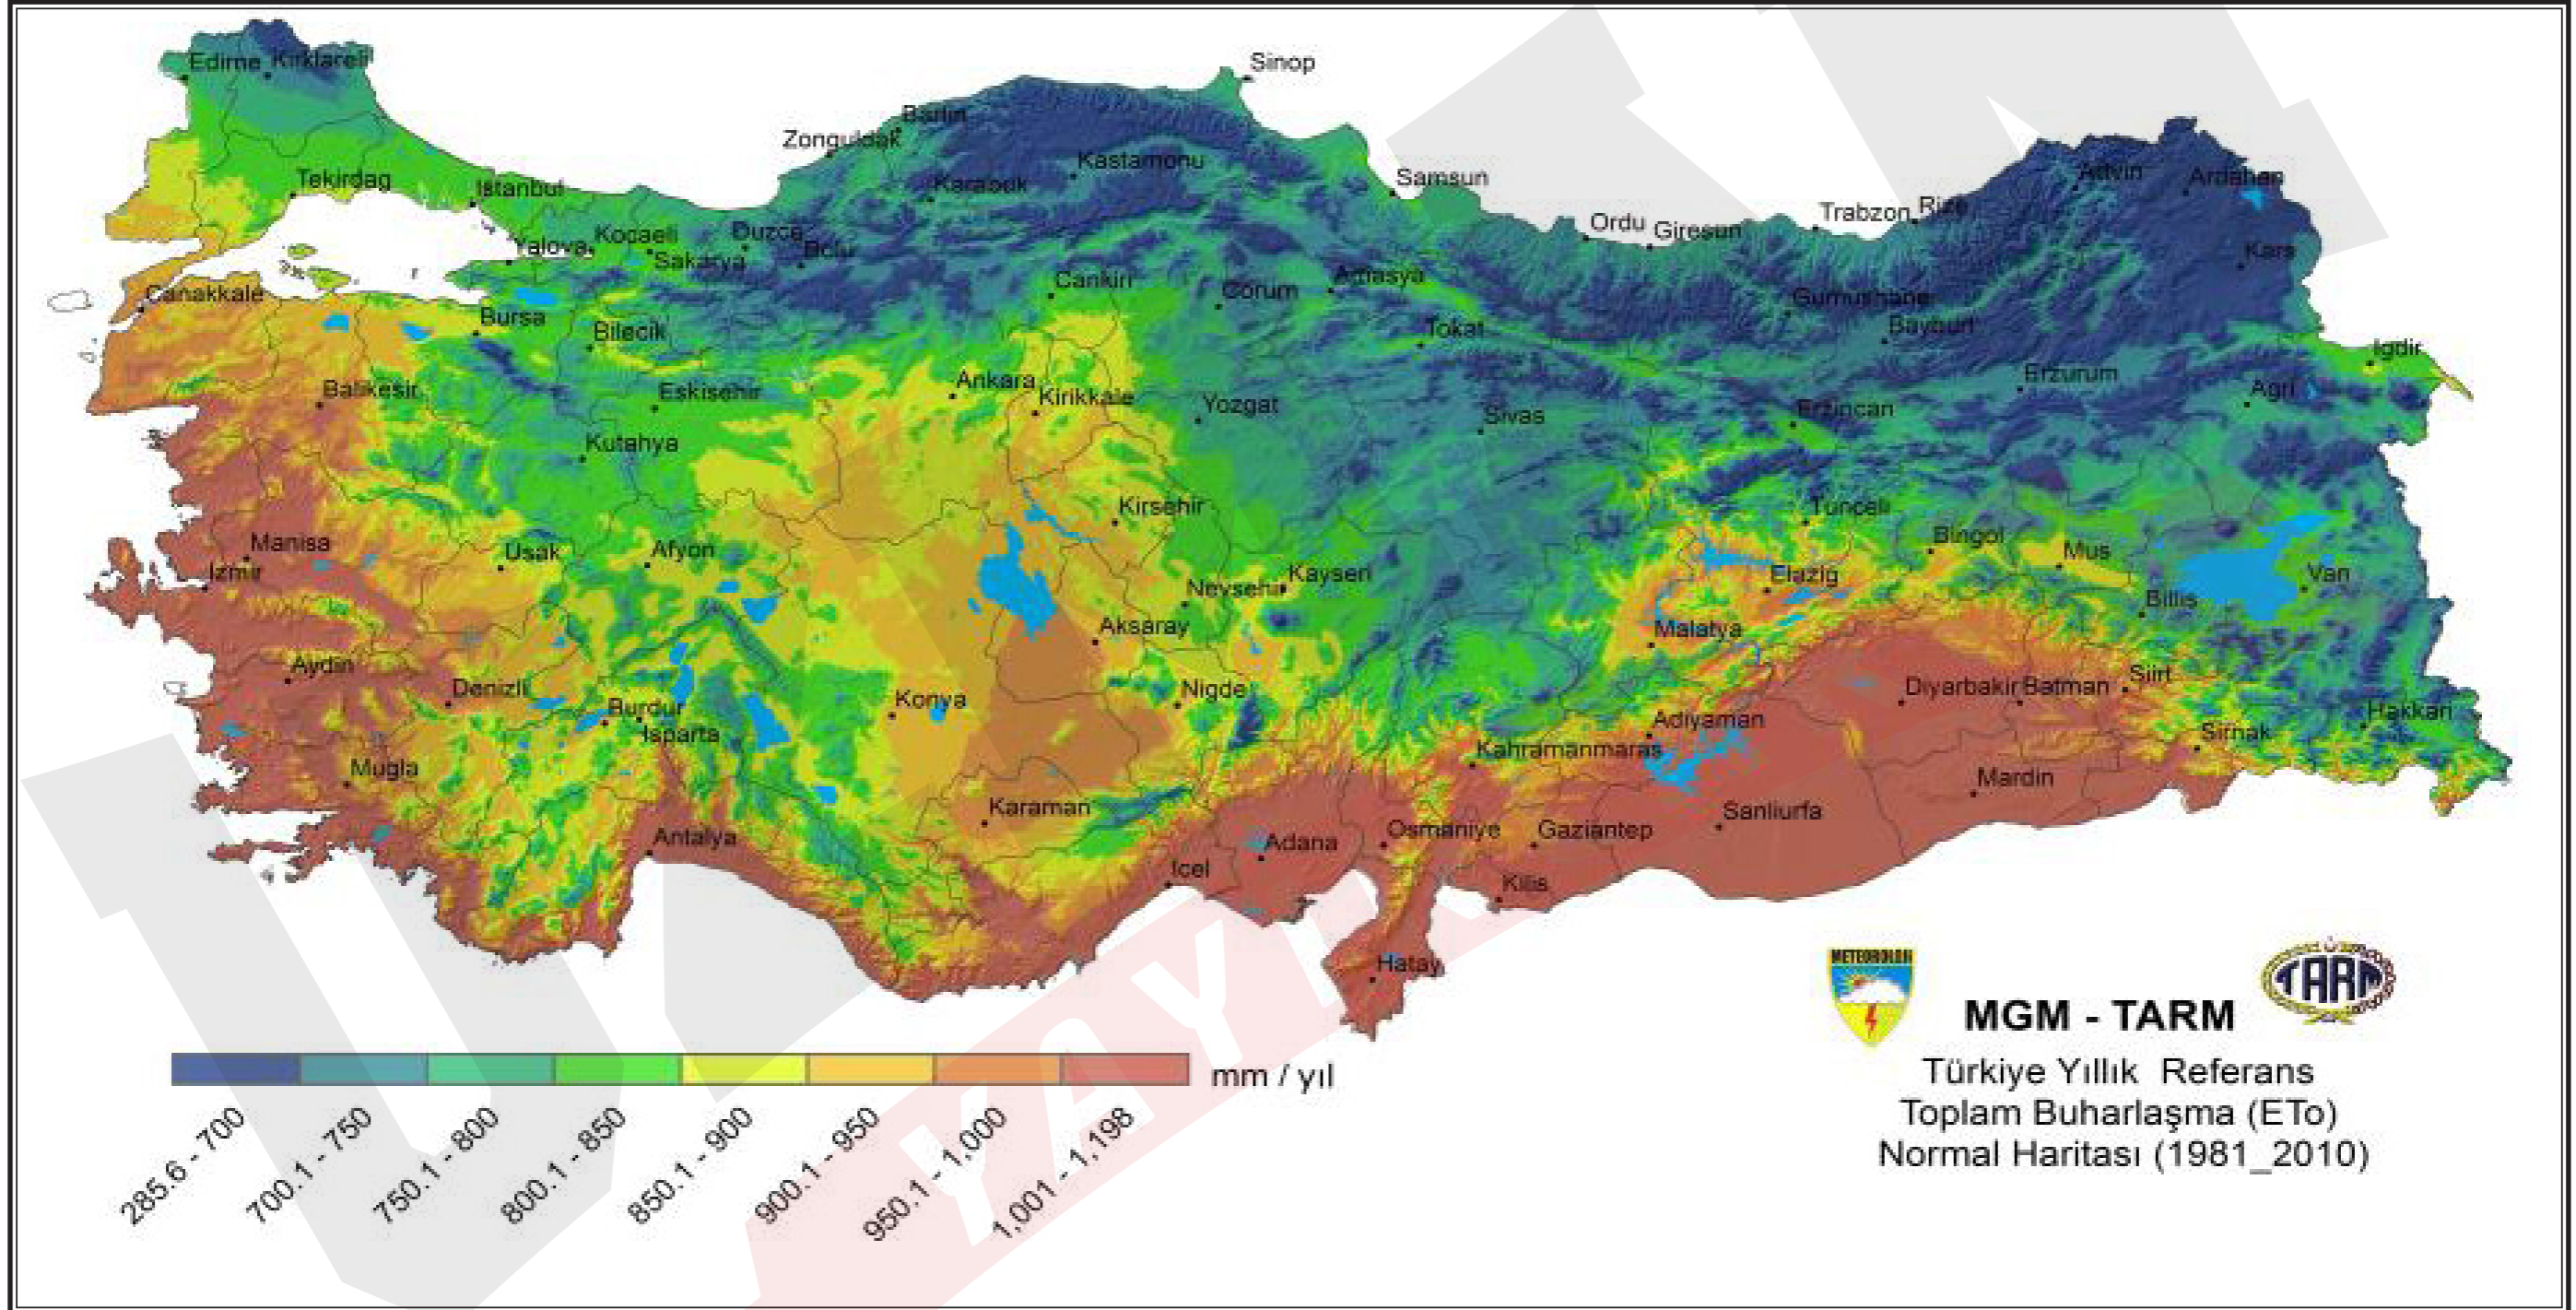 Sinop
Edirne Kirklareli
Bartin
Zonguldak
Kastamonu
Artvin
Ardahan
Samsun
Tekirdag
Istanbul
Karabuk
Ordu
Giresun
Trabzon
Rize
Yalova
Kocaeli
Sakarya
Duzce
Bolu
Kars
Canakkale
Cankiri
Corum
Amasya
Gumushane
Bursa
Bilecik
Tokat
Bayburt
Igdir
Balikesir
Eskisehir
Ankara
Kirikkale
Yozgat
Sivas
Erzincan
Erzurum
Agri
Kutahya
Kirsehir
Tunceli
Manisa
Izmir
Usak
Afyon
Nevsehir
Kayseri
Elazig
Bingol
Mus
Van
Bitlis
Aksaray
Malatya
Aydin
Denizli
Burdur
Isparta
Konya
Nigde
Diyarbakir
Batman
Siirt
Adiyaman
Hakkari
Sirnak
Kahramanmaras
Mugla
Mardin
Karaman
Antalya
Osmaniye
Gaziantep
Sanliurfa
Adana
Icel
Kilis
Hatay
METEOROLOJI
TARM
MGM - TARM
Türkiye Yıllık Referans
Toplam Buharlaşma (ETo)
Normal Haritası (1981_2010)
mm / yıl
285.6 - 700
700.1 - 750
750.1 - 800
800.1 - 850
850.1 - 900
900.1 - 950
950.1 - 1,000
1,001 - 1,198